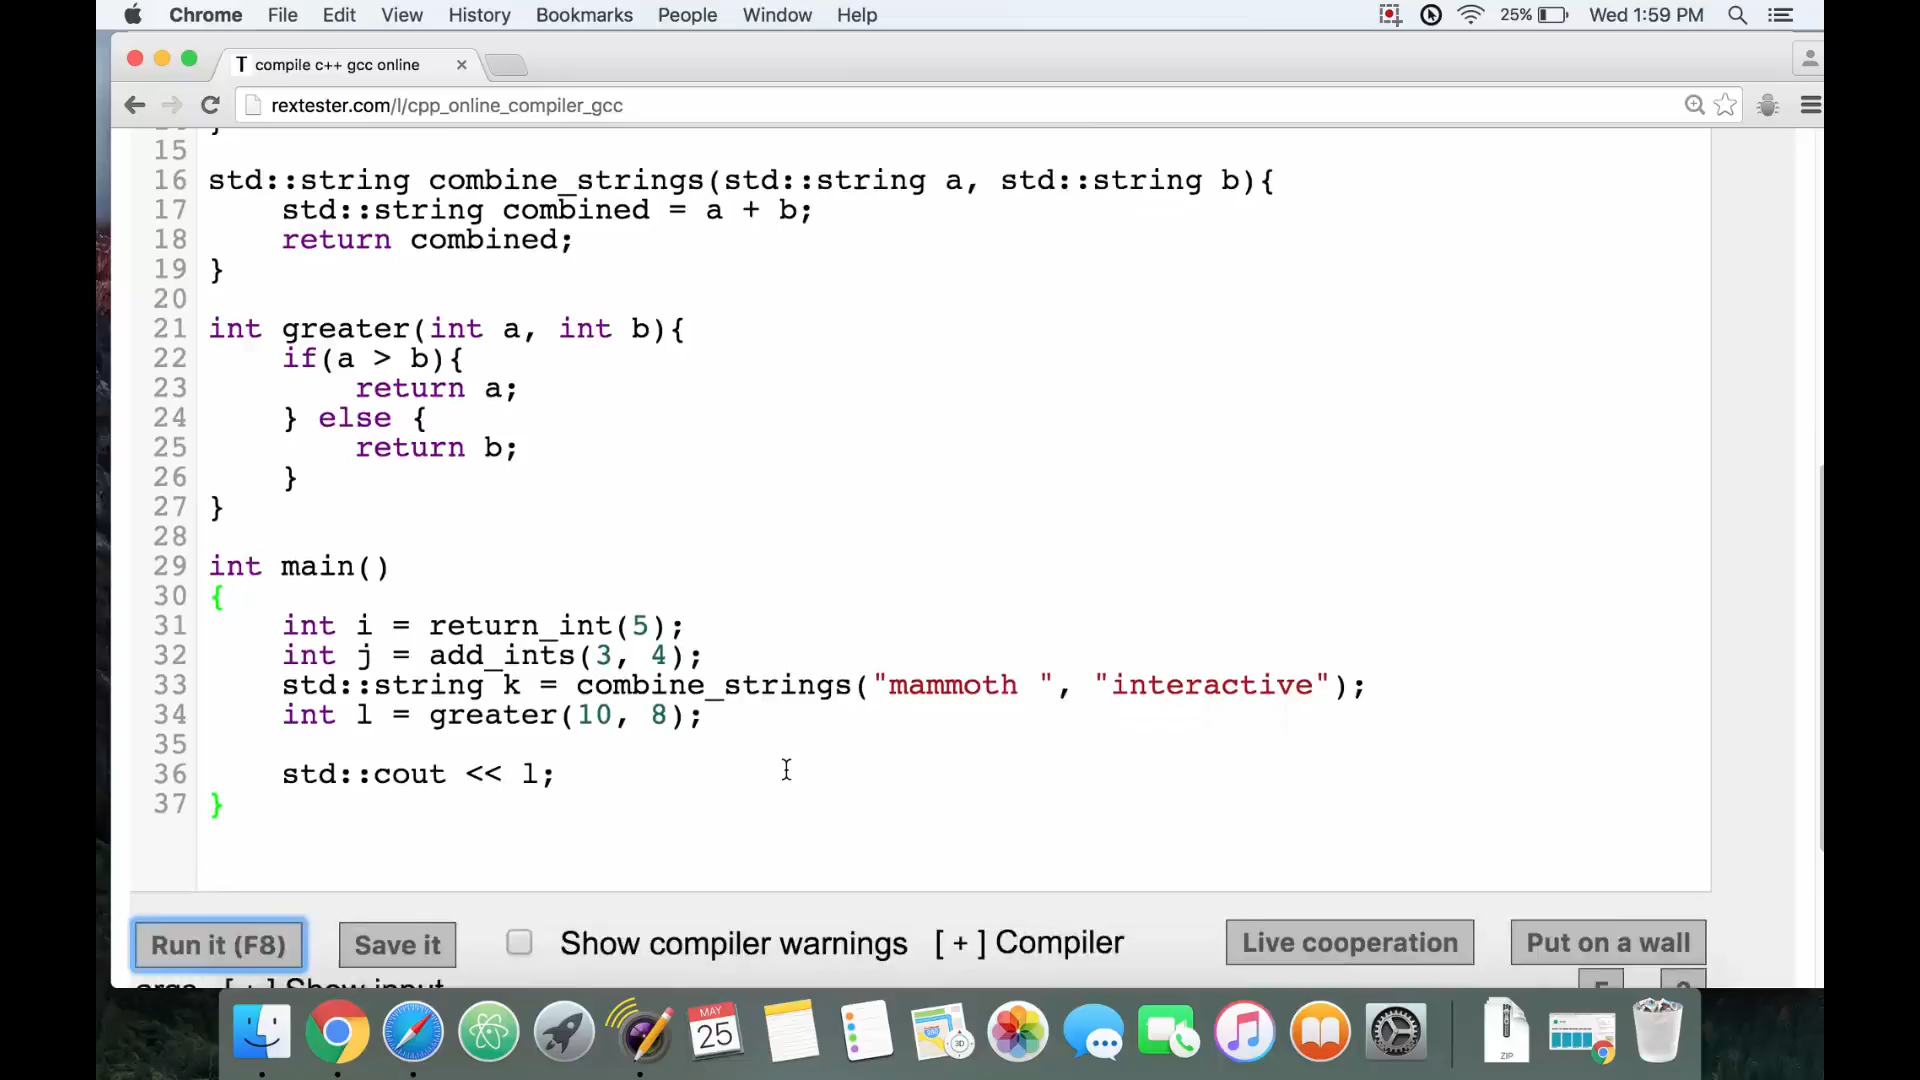 Chrome File Edit View History Bookmarks People Window Help 25% Wed 1:59 PM
T compile c++ gcc online ×
rextester.com/l/cpp_online_compiler_gcc
15
16 std::string combine_strings(std::string a, std::string b){
17 std::string combined = a + b;
18 return combined;
19 }
20
21 int greater(int a, int b){
22 if(a > b){
23 return a;
24 } else {
25 return b;
26 }
27 }
28
29 int main()
30 {
31 int i = return_int(5);
32 int j = add_ints(3, 4);
33 std::string k = combine_strings("mammoth ", "interactive");
34 int l = greater(10, 8);
35
36 std::cout << l;
37 }
Run it (F8) Save it Show compiler warnings [ + ] Compiler Live cooperation Put on a wall
[ + ] Show input
MAY
25
3D
ZIP